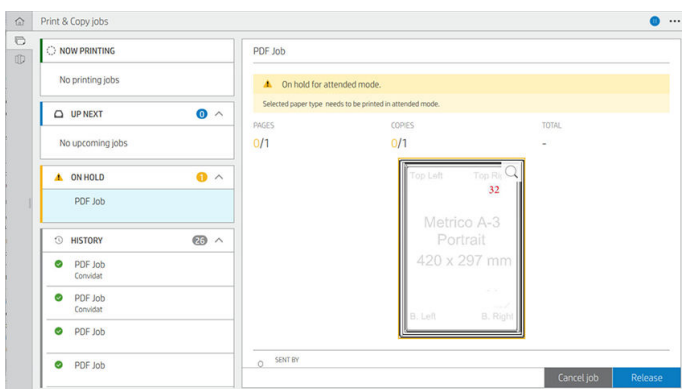 Print & Copy jobs
NOW PRINTING
No printing jobs
UP NEXT
0
No upcoming jobs
ON HOLD
1
PDF Job
HISTORY
26
PDF Job
Convidat
PDF Job
Convidat
PDF Job
PDF Job
PDF Job
On hold for attended mode.
Selected paper type needs to be printed in attended mode.
PAGES COPIES TOTAL
0/1 0/1 -
Top Left Top Ri
32
Metrico A-3
Portrait
420 x 297 mm
B. Left B. Right
SENT BY
Cancel job Release